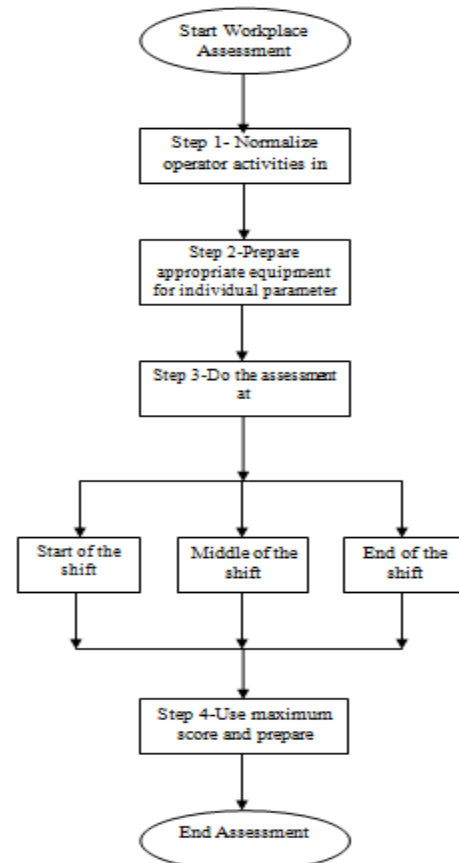 Start Workplace
Assessment
Step 1- Normalize
operator activities in
Step 2-Prepare
appropriate equipment
for individual parameter
Step 3-Do the assessment
at
Start of the
shift
Middle of the
shift
End of the
shift
Step 4-Use maximum
score and prepare
End Assessment